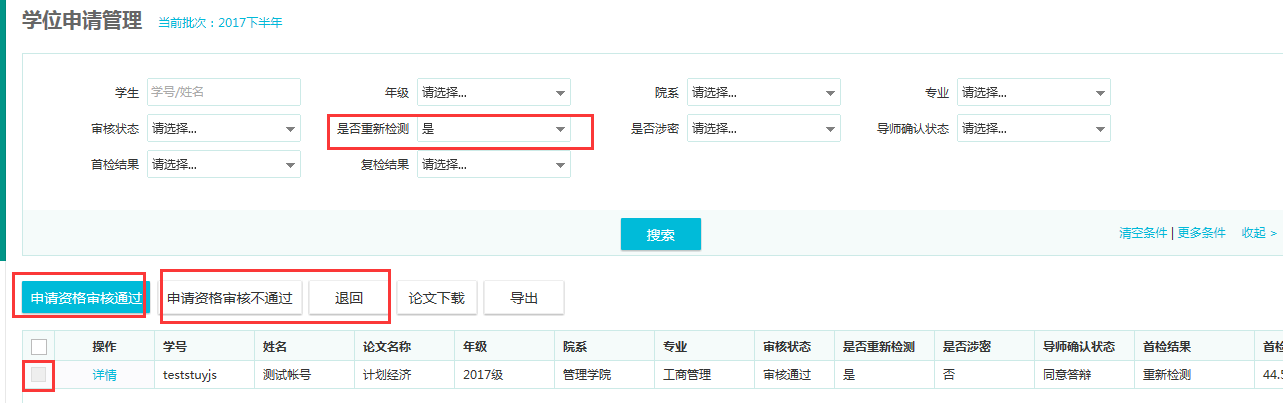 学位申请管理 当前批次：2017下半年
学生 学号/姓名 年级 请选择... 院系 请选择... 专业 请选择...
审核状态 请选择... 是否重新检测 是 是否涉密 请选择... 导师确认状态 请选择...
首检结果 请选择... 复检结果 请选择...
搜索 清空条件 | 更多条件 收起 >
申请资格审核通过 申请资格审核不通过 退回 论文下载 导出
操作 学号 姓名 论文名称 年级 院系 专业 审核状态 是否重新检测 是否涉密 导师确认状态 首检结果 首检
详情 teststuyjs 测试帐号 计划经济 2017级 管理学院 工商管理 审核通过 是 否 同意答辩 重新检测 44.5